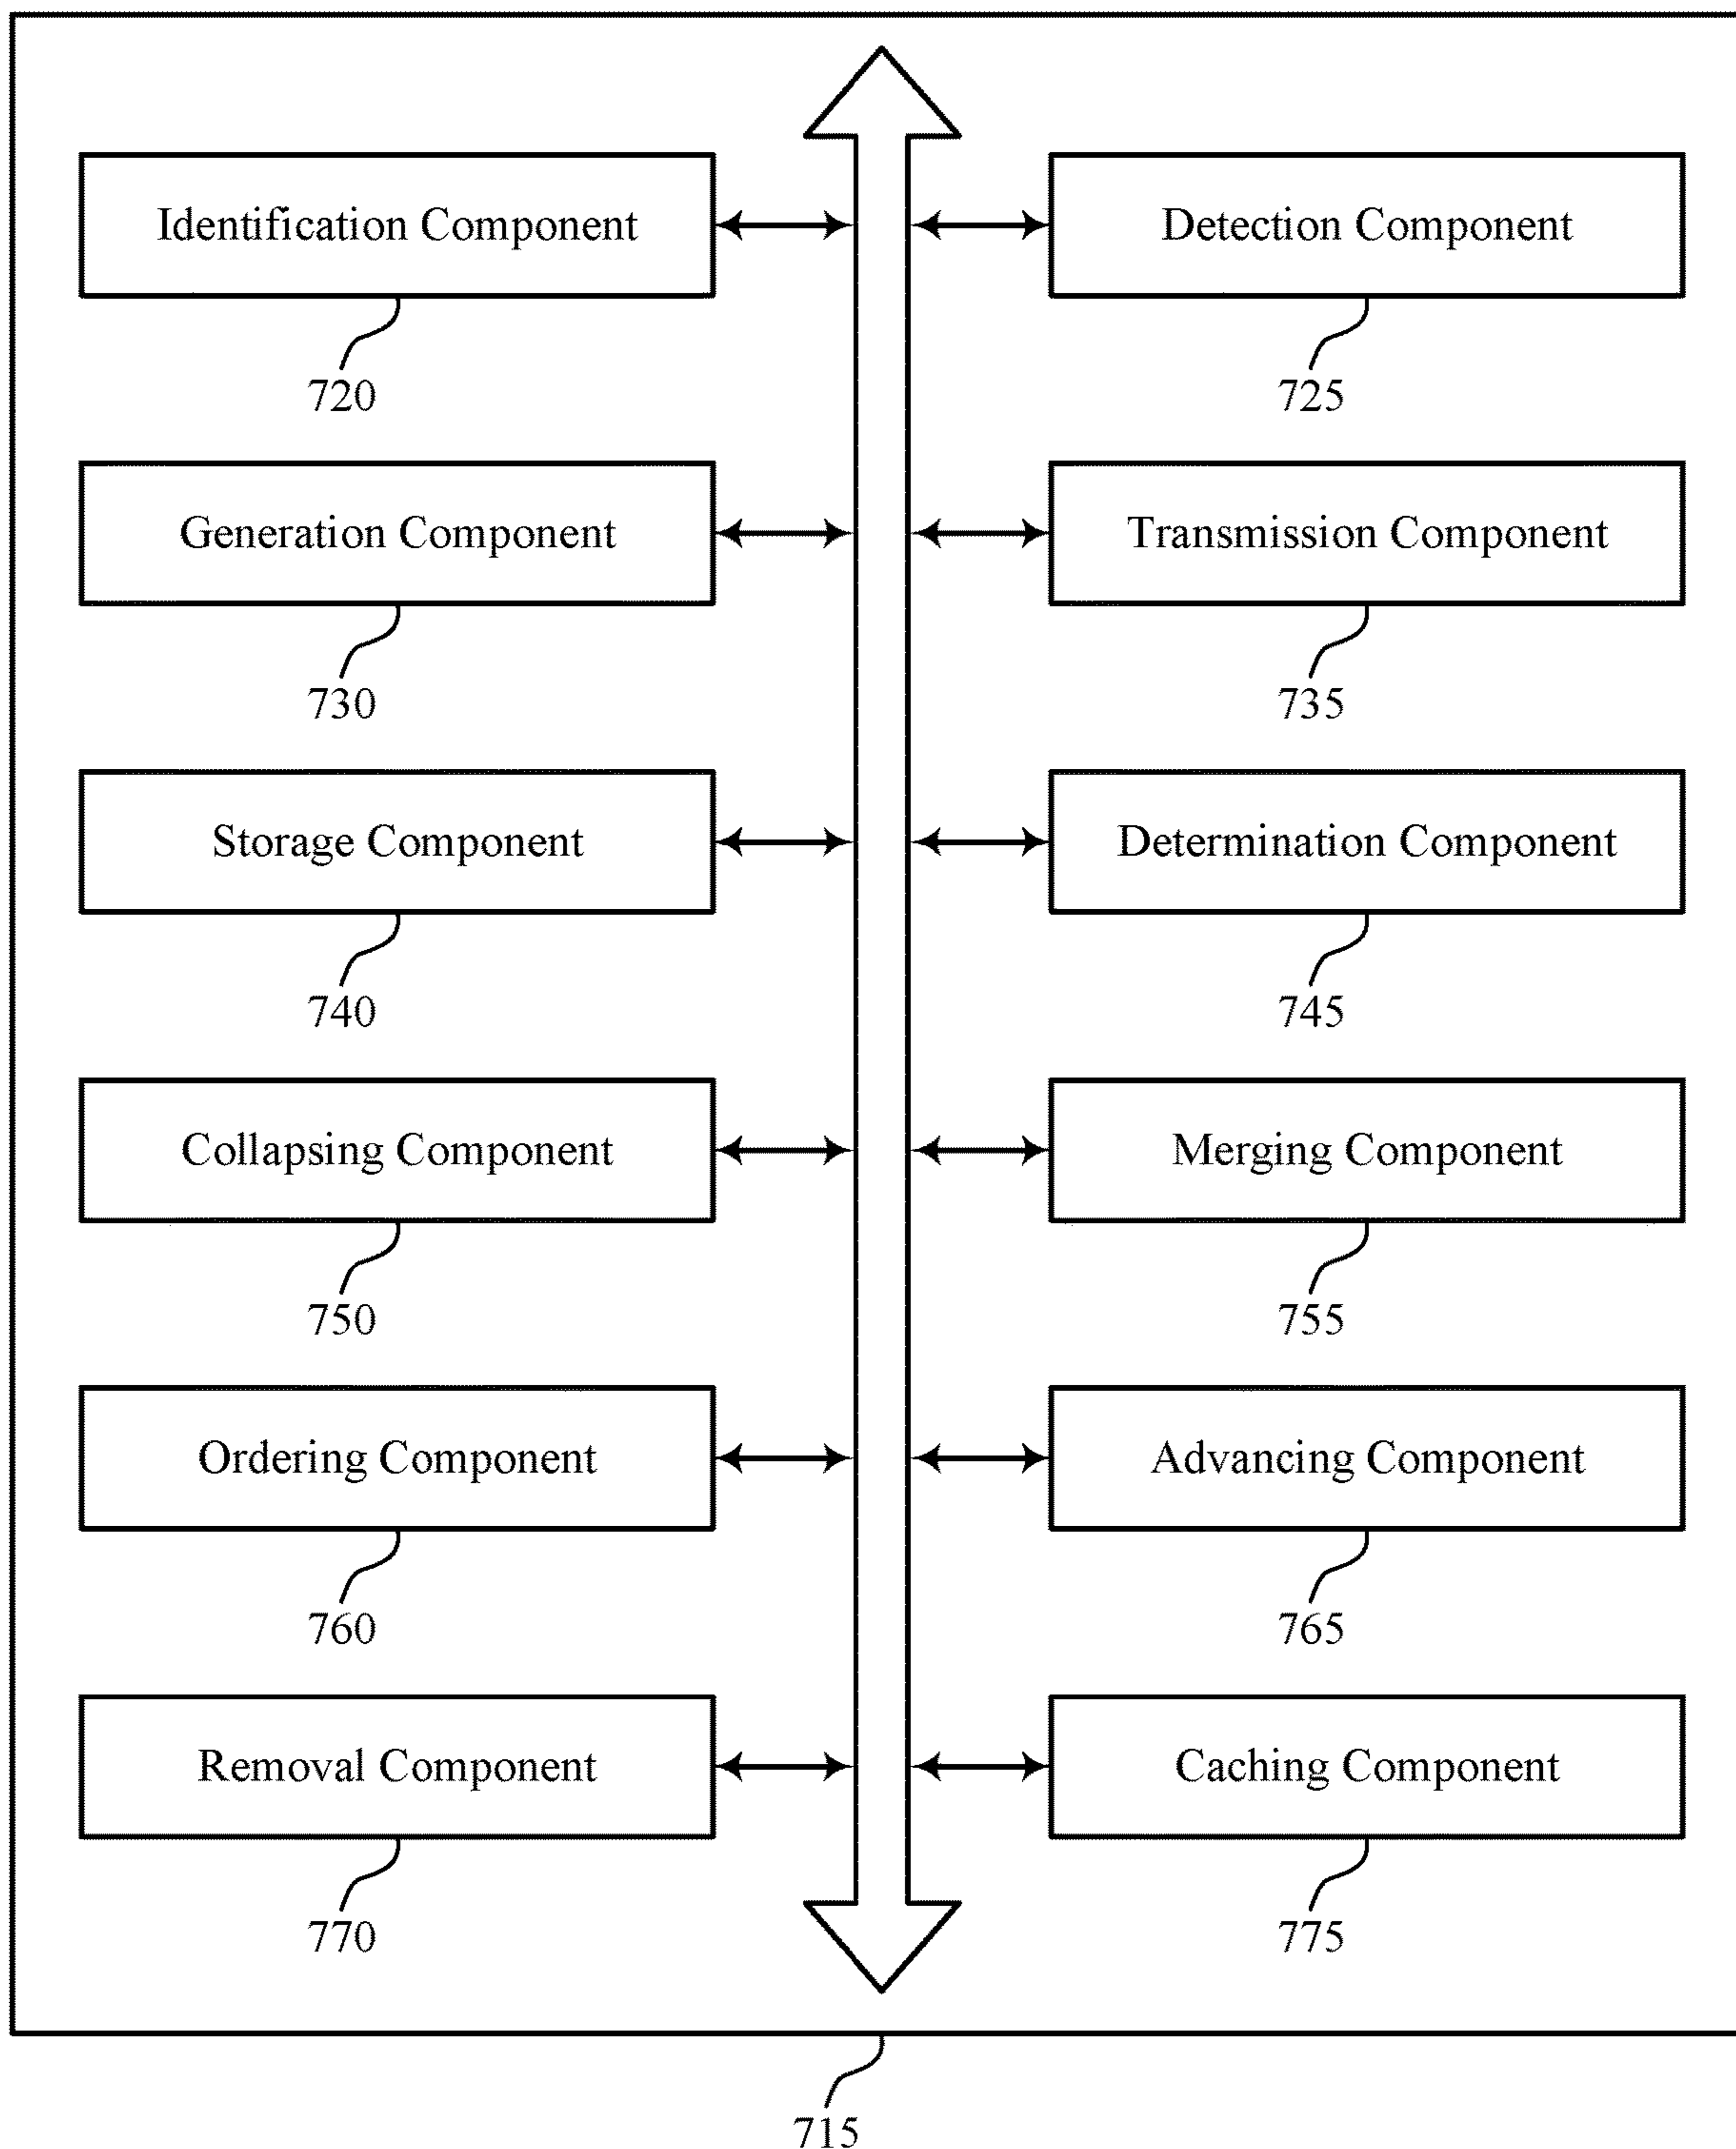 Identification Component
Detection Component
720
725
Generation Component
Transmission Component
730
735
Storage Component
Determination Component
740
745
Collapsing Component
Merging Component
750
755
Ordering Component
Advancing Component
760
765
Removal Component
Caching Component
770
775
715